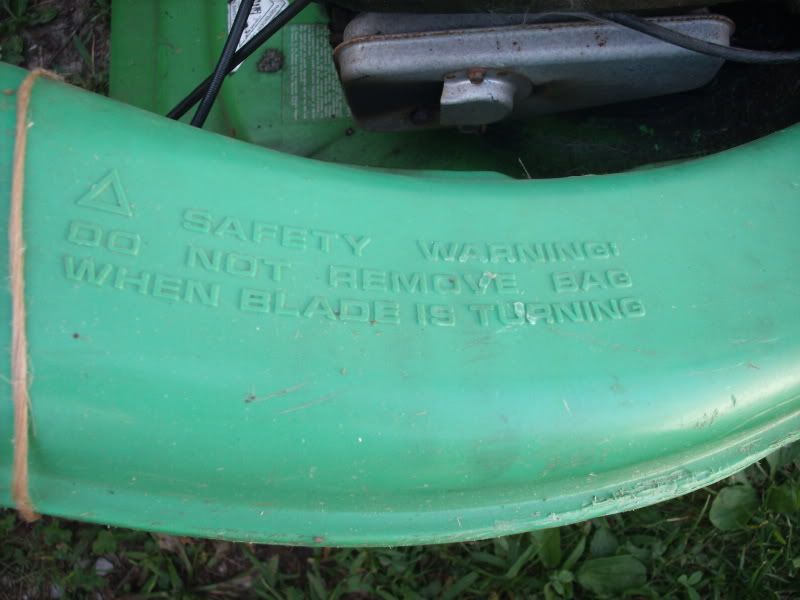 SAFETY WARNING:
DO NOT REMOVE BAG
WHEN BLADE IS TURNING